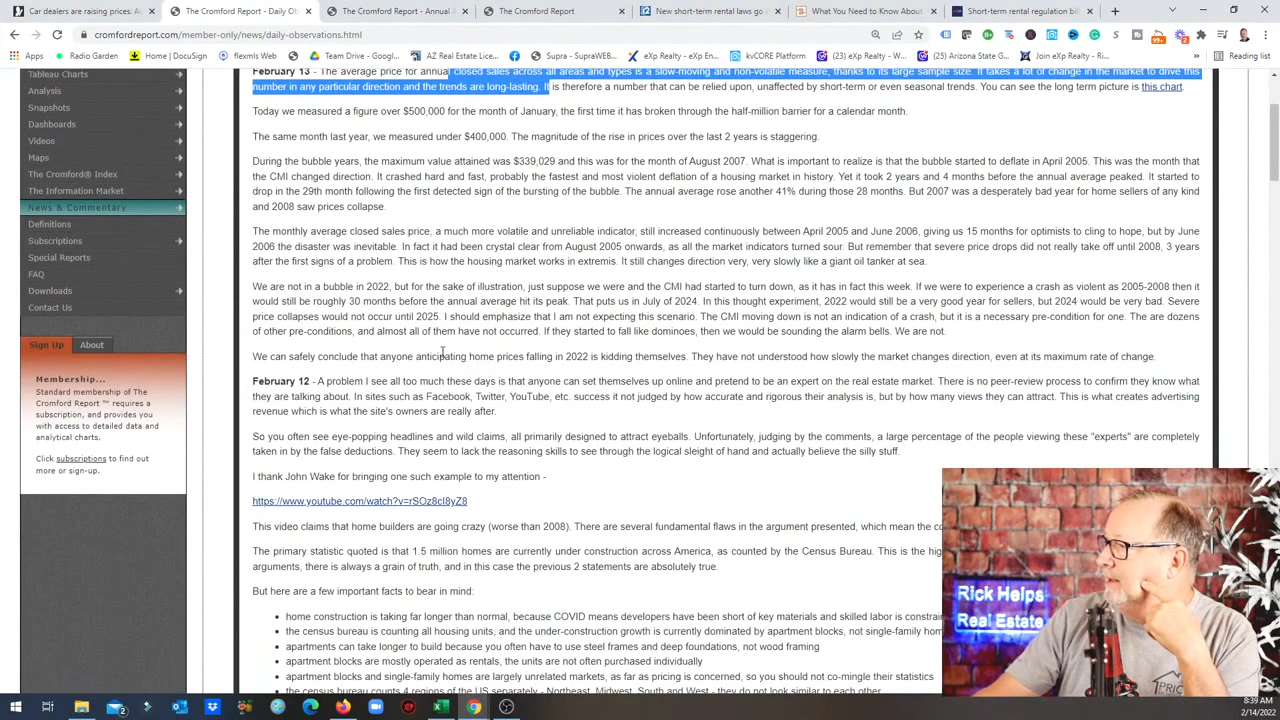 Car dealers are raising prices. Au
The Cromford Report - Daily Ob
The Cromford Report - Annual A
The Cromford Report
New short-term rental laws go i
What You Need to Know About
Short-term rental regulation bil
cromfordreport.com/member-only/news/daily-observations.html
Apps
Radio Garden
Home | DocuSign
flexmls Web
Team Drive - Googl...
AZ Real Estate Lice...
Supra - SupraWEB...
eXp Realty - eXp R...
kvCORE Platform
(23) Arizona State G...
Join eXp Realty - M...
Reading list
Tableau Charts
Analysis
Snapshots
Dashboards
Videos
Maps
The Cromford® Index
The Information Market
News & Commentary
Definitions
Subscriptions
Special Reports
FAQ
Downloads
Contact Us
Sign Up
About
Membership...
Standard membership of The
Cromford Report ™ requires a
subscription, and provides you
with access to detailed data and
analytical charts.
Click subscriptions to find out
more or sign-up.
February 13 - The average price for annual closed sales across all areas and types is a slow-moving and non-volatile measure, thanks to its large sample size. It takes a lot of change in the market to drive this
number in any particular direction and the trends are long-lasting. It is therefore a number that can be relied upon, unaffected by short-term or even seasonal trends. You can see the long term picture is this chart.
Today we measured a figure over $500,000 for the month of January, the first time it has broken through the half-million barrier for a calendar month.
The same month last year, we measured under $400,000. The magnitude of the rise in prices over the last 2 years is staggering.
During the bubble years, the maximum value attained was $339,029 and this was for the month of August 2007. What is important to realize is that the bubble started to deflate in April 2005. This was the month that
the CMI changed direction. It crashed hard and fast, probably the fastest and most violent deflation of a housing market in history. Yet it took 2 years and 4 months before the annual average peaked. It started to
drop in the 29th month following the first detected sign of the bursting of the bubble. The annual average rose another 41% during those 28 months. But 2007 was a desperately bad year for home sellers of any kind
and 2008 saw prices collapse.
The monthly average closed sales price, a much more volatile and unreliable indicator, still increased continuously between April 2005 and June 2006, giving us 15 months for optimists to cling to hope, but by June
2006 the disaster was inevitable. In fact it had been crystal clear from August 2005 onwards, as all the market indicators turned sour. But remember that severe price drops did not really take off until 2008, 3 years
after the first signs of a problem. This is how the housing market works in extremis. It still changes direction very, very slowly like a giant oil tanker at sea.
We are not in a bubble in 2022, but for the sake of illustration, just suppose we were and the CMI had started to turn down, as it has in fact this week. If we were to experience a crash as violent as 2005-2008 then it
would still be roughly 30 months before the annual average hit its peak. That puts us in July of 2024. In this thought experiment, 2022 would still be a very good year for sellers, but 2024 would be very bad. Severe
price collapses would not occur until 2025. I should emphasize that I am not expecting this scenario. The CMI moving down is not an indication of a crash, but it is a necessary pre-condition for one. The are dozens
of other pre-conditions, and almost all of them have not occurred. If they started to fall like dominoes, then we would be sounding the alarm bells. We are not.
We can safely conclude that anyone anticipating home prices falling in 2022 is kidding themselves. They have not understood how slowly the market changes direction, even at its maximum rate of change.
February 12 - A problem I see all too much these days is that anyone can set themselves up online and pretend to be an expert on the real estate market. There is no peer-review process to confirm they know what
they are talking about. In sites such as Facebook, Twitter, YouTube, etc. success it not judged by how accurate and rigorous their analysis is, but by how many views they can attract. This is what creates advertising
revenue which is what the site's owners are really after.
So you often see eye-popping headlines and wild claims, all primarily designed to attract eyeballs. Unfortunately, judging by the comments, a large percentage of the people viewing these "experts" are completely
taken in by the false deductions. They seem to lack the reasoning skills to see through the logical sleight of hand and actually believe the silly stuff.
I thank John Wake for bringing one such example to my attention -
https://www.youtube.com/watch?v=rSOz8cI8yZ8
This video claims that home builders are going crazy (worse than 2008). There are several fundamental flaws in the argument presented, which mean the co
The primary statistic quoted is that 1.5 million homes are currently under construction across America, as counted by the Census Bureau. This is the hig
arguments, there is always a grain of truth, and in this case the previous 2 statements are absolutely true.
But here are a few important facts to bear in mind:
• home construction is taking far longer than normal, because COVID means developers have been short of key materials and skilled labor is constrain
• the census bureau is counting all housing units, and the under-construction growth is currently dominated by apartment blocks, not single-family hom
• apartments can take longer to build because you often have to use steel frames and deep foundations, not wood framing
• apartment blocks are mostly operated as rentals, the units are not often purchased individually
• apartment blocks and single-family homes are largely unrelated markets, as far as pricing is concerned, so you should not co-mingle their statistics
• the census bureau counts 4 regions of the US separately - Northeast, Midwest, South and West - they do not look similar to each other
Rick Helps
Real Estate
8:39 AM
2/14/2022